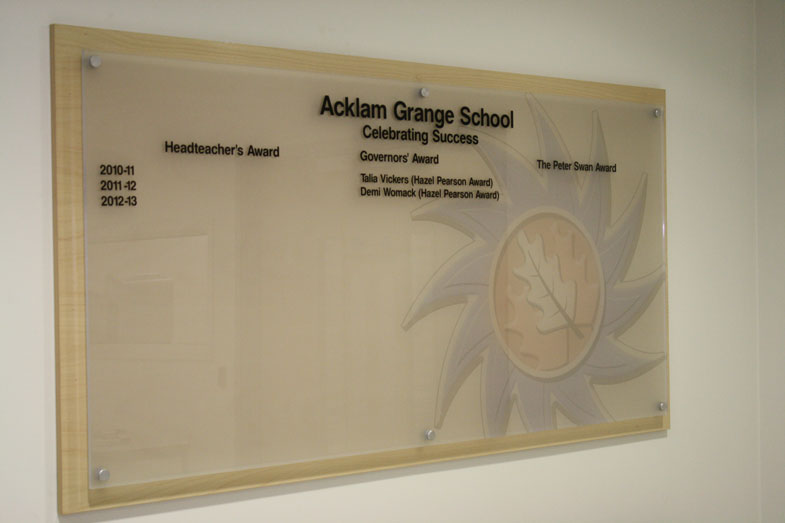 Acklam Grange School
Celebrating Success
Headteacher's Award
Governors' Award
The Peter Swan Award
2010-11
Talia Vickers (Hazel Pearson Award)
2011-12
Demi Womack (Hazel Pearson Award)
2012-13